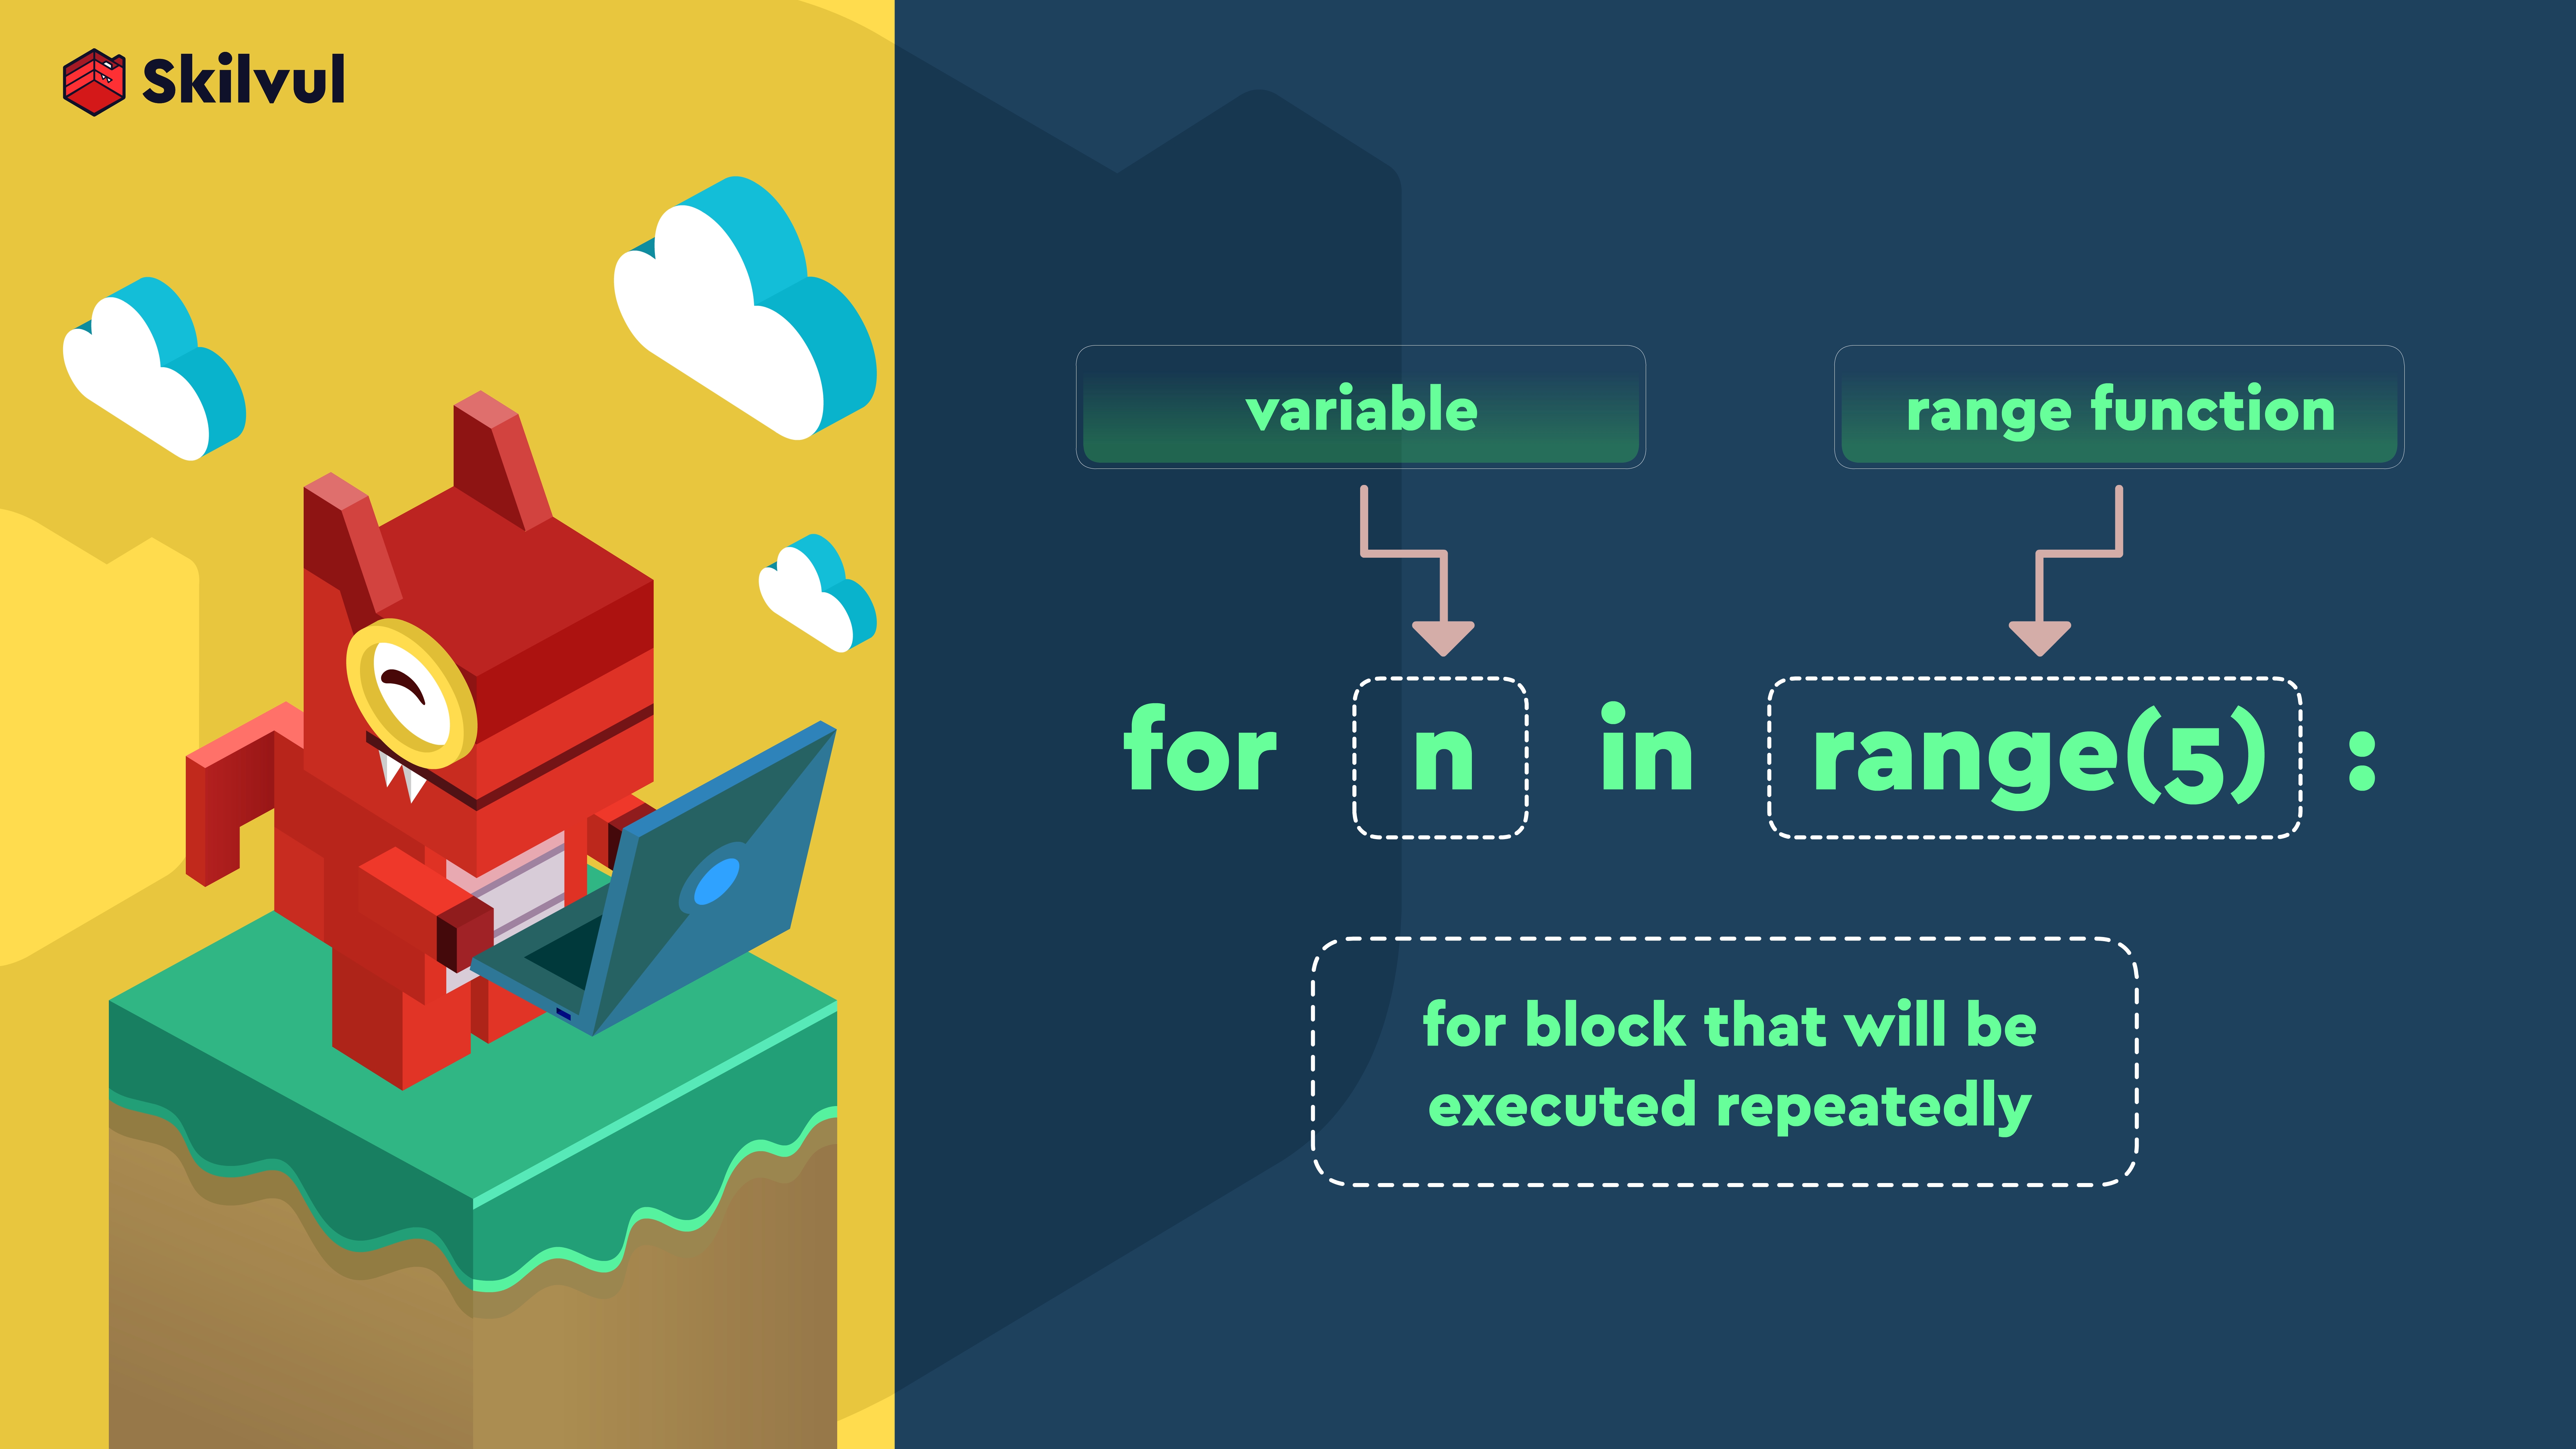 Skilvul
variable
range function
for n in range(5) :
for block that will be
executed repeatedly